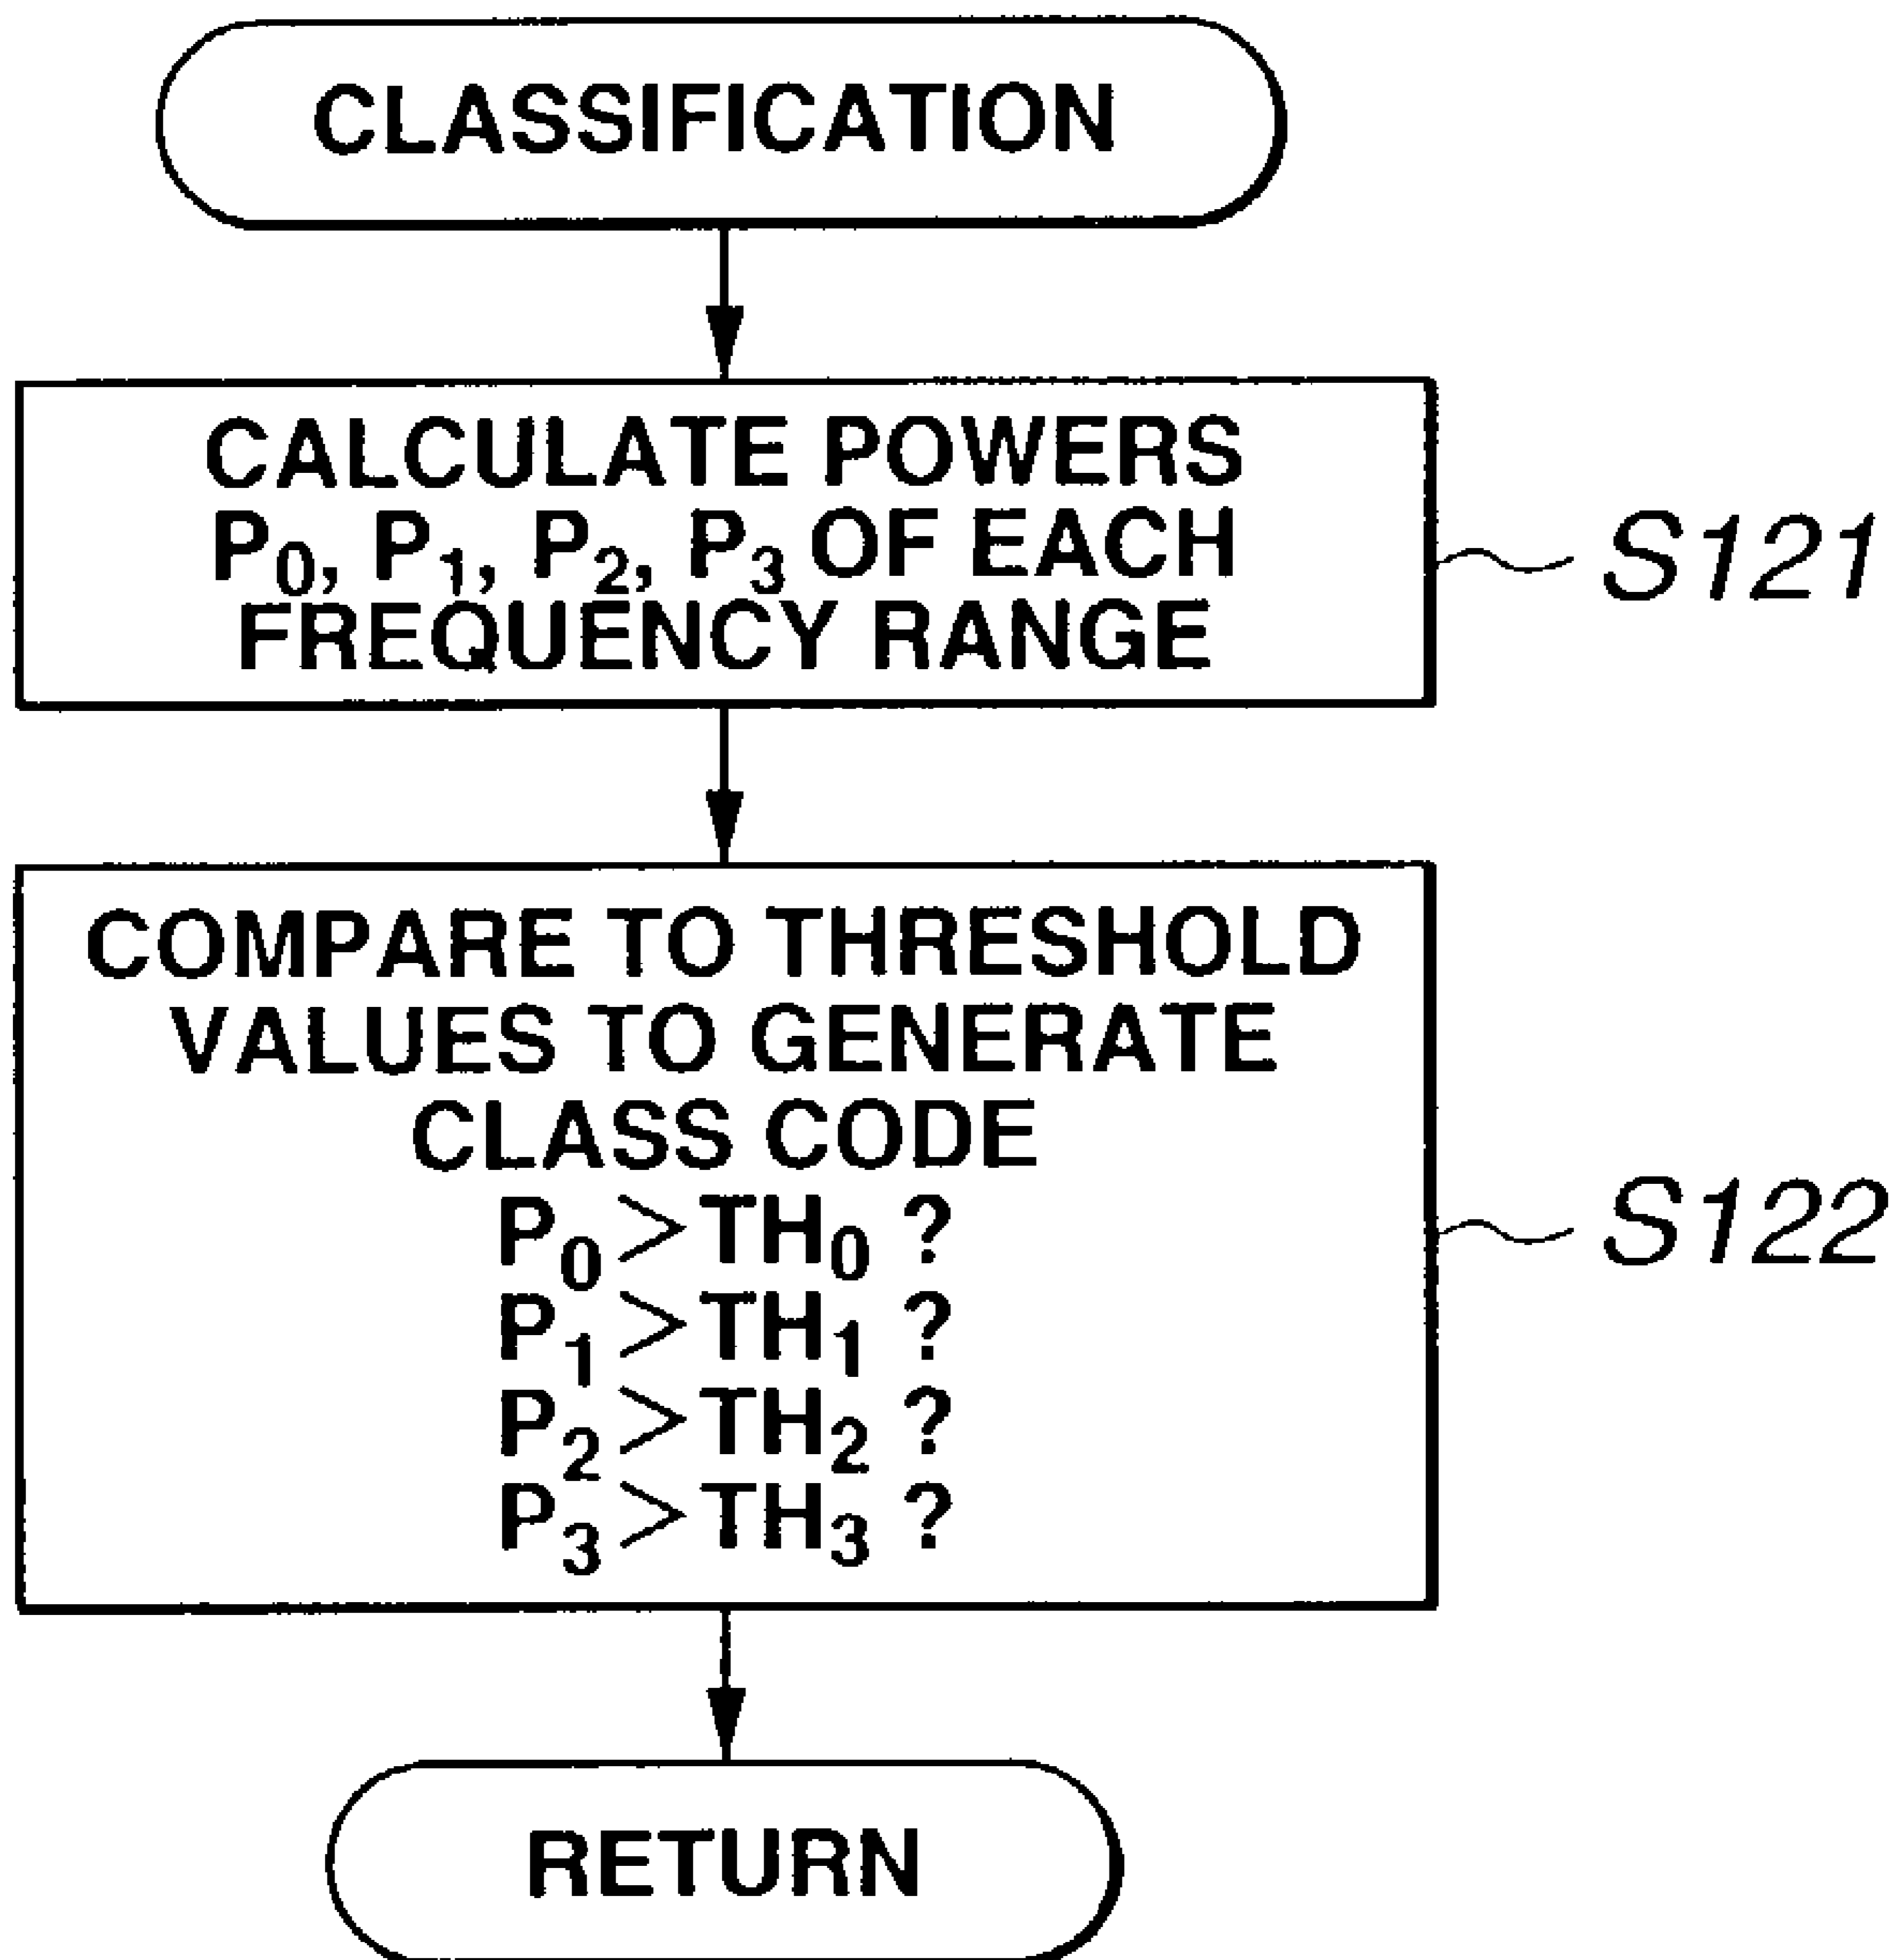 CLASSIFICATION
CALCULATE POWERS
P₀, P₁, P₂, P₃ OF EACH
FREQUENCY RANGE
S121
COMPARE TO THRESHOLD
VALUES TO GENERATE
CLASS CODE
P₀ > TH₀ ?
P₁ > TH₁ ?
P₂ > TH₂ ?
P₃ > TH₃ ?
S122
RETURN